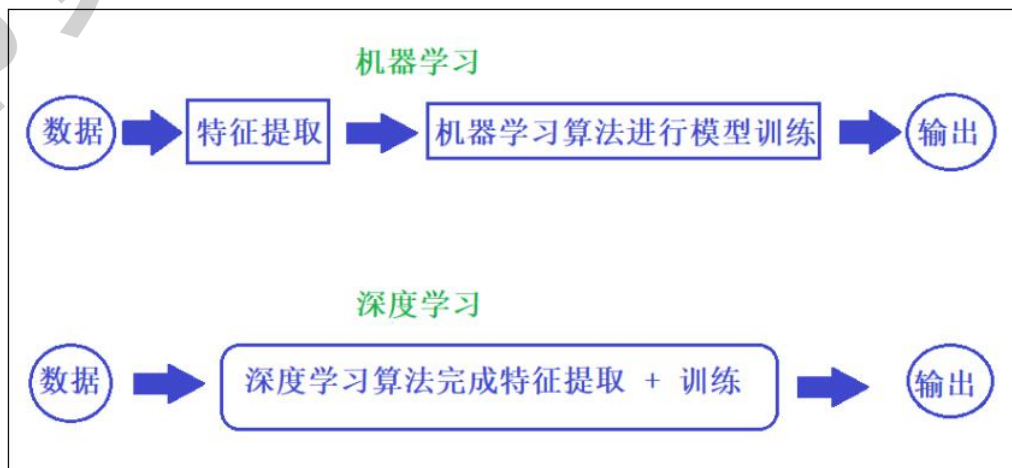 机器学习
数据 特征提取 机器学习算法进行模型训练 输出
深度学习
数据 深度学习算法完成特征提取 + 训练 输出